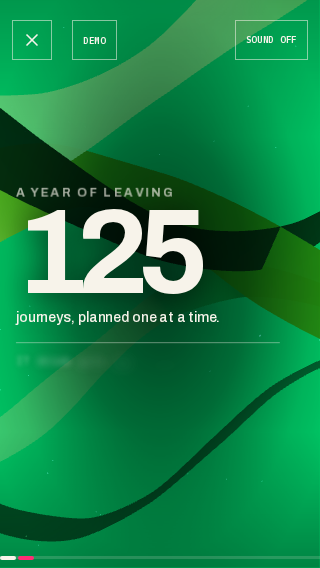 DEMO
SOUND OFF
A YEAR OF LEAVING
125
journeys, planned one at a time.